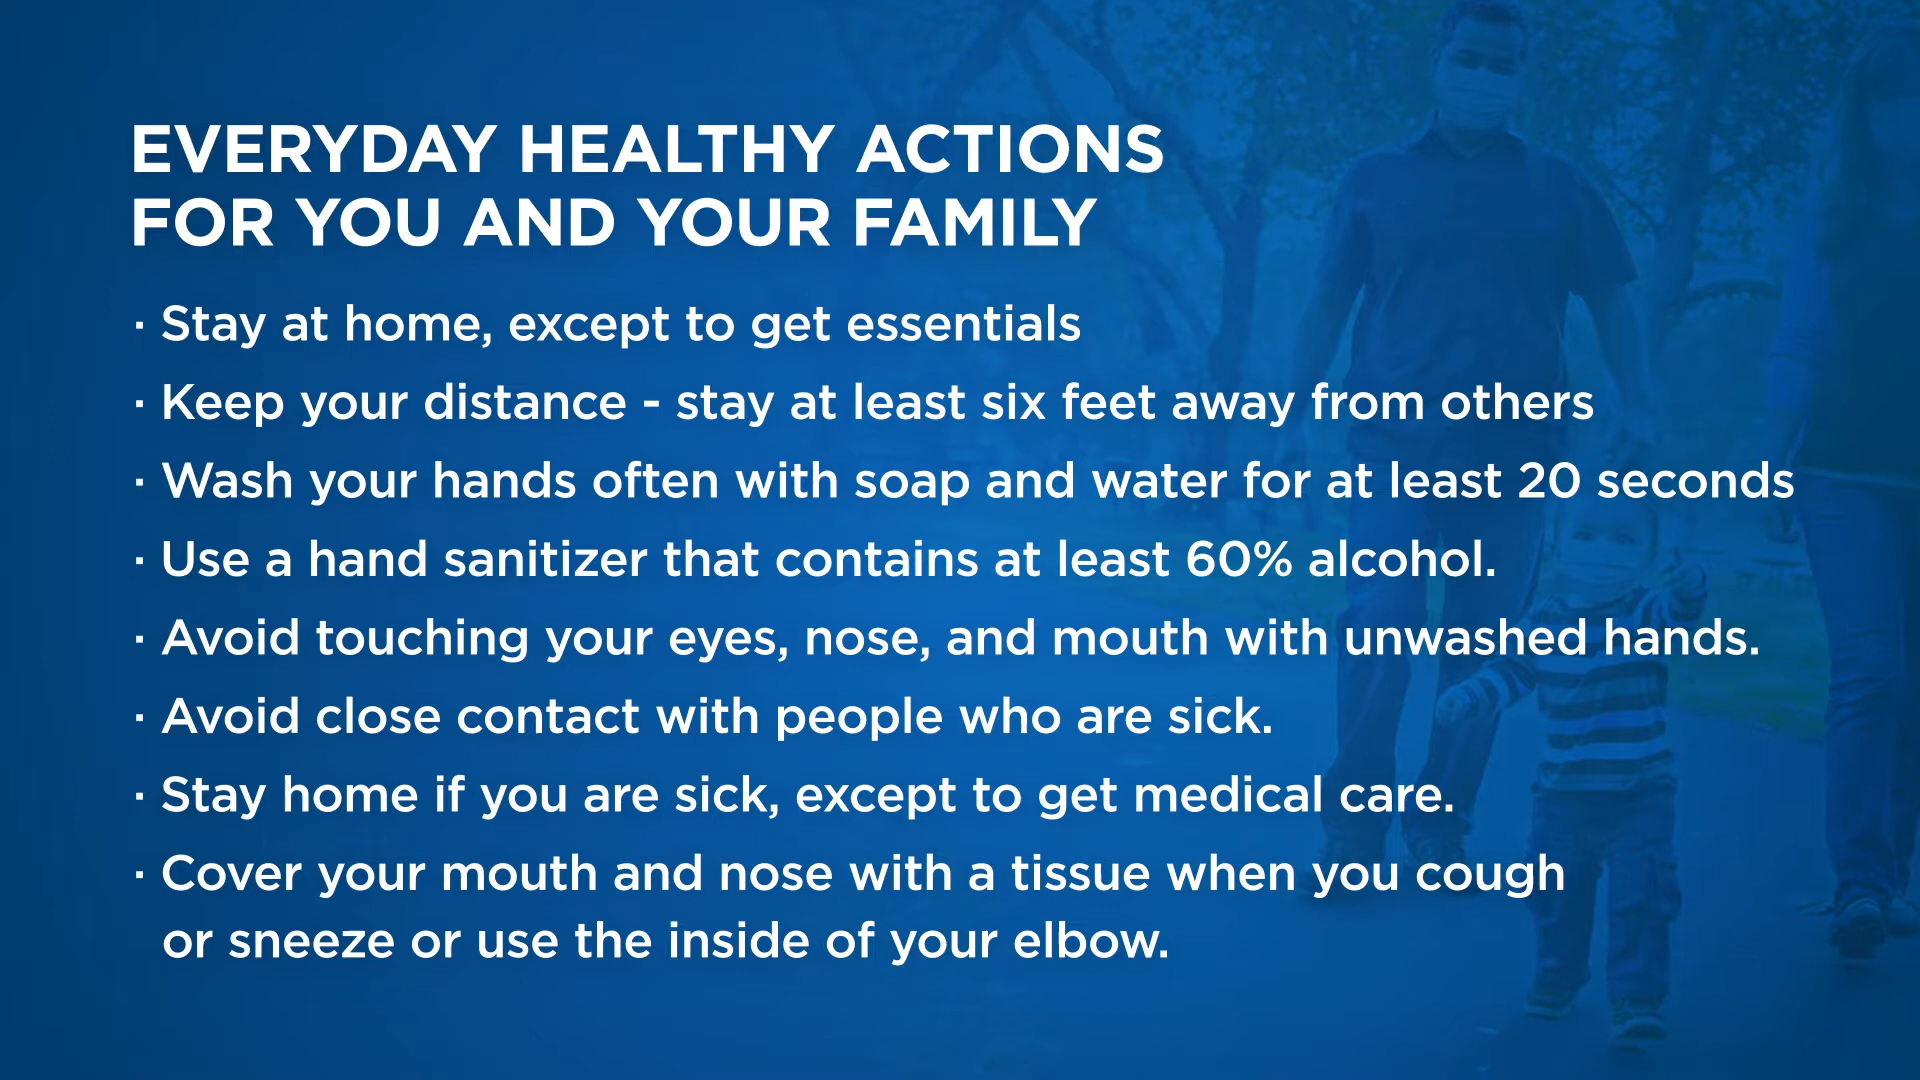 EVERYDAY HEALTHY ACTIONS
FOR YOU AND YOUR FAMILY
· Stay at home, except to get essentials
· Keep your distance - stay at least six feet away from others
· Wash your hands often with soap and water for at least 20 seconds
· Use a hand sanitizer that contains at least 60% alcohol.
· Avoid touching your eyes, nose, and mouth with unwashed hands.
· Avoid close contact with people who are sick.
· Stay home if you are sick, except to get medical care.
· Cover your mouth and nose with a tissue when you cough
or sneeze or use the inside of your elbow.